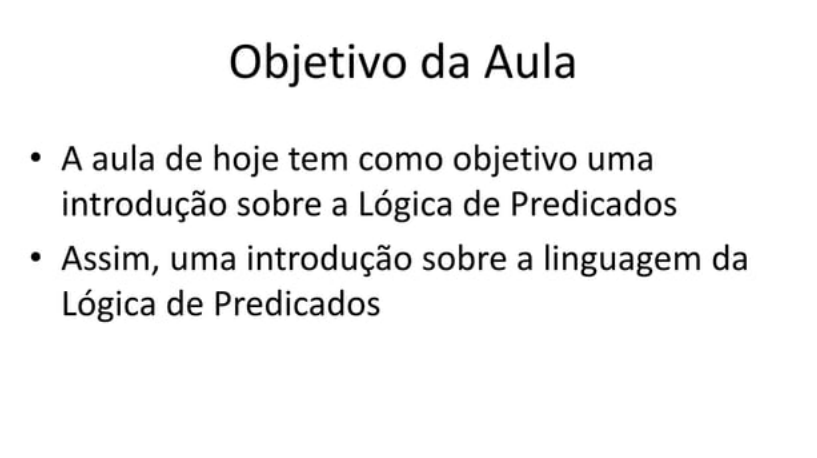 Objetivo da Aula
• A aula de hoje tem como objetivo uma
introdução sobre a Lógica de Predicados
• Assim, uma introdução sobre a linguagem da
Lógica de Predicados